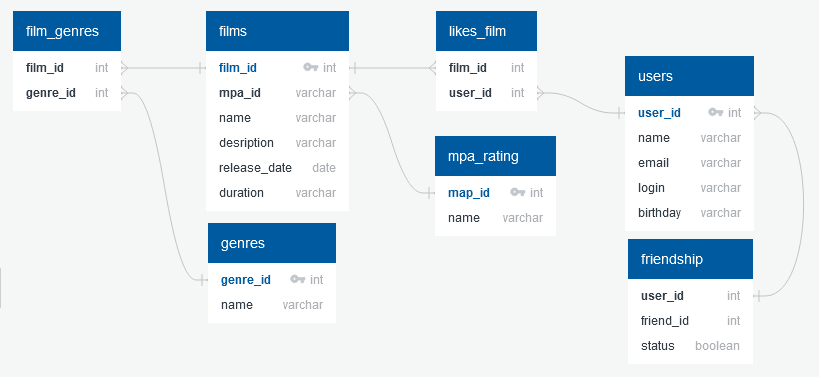 film_genres
film_id int
genre_id int
films
film_id int
mpa_id varchar
name varchar
desription varchar
release_date date
duration varchar
likes_film
film_id int
user_id int
users
user_id int
name varchar
email varchar
login varchar
birthday varchar
mpa_rating
map_id int
name varchar
genres
genre_id int
name varchar
friendship
user_id int
friend_id int
status boolean